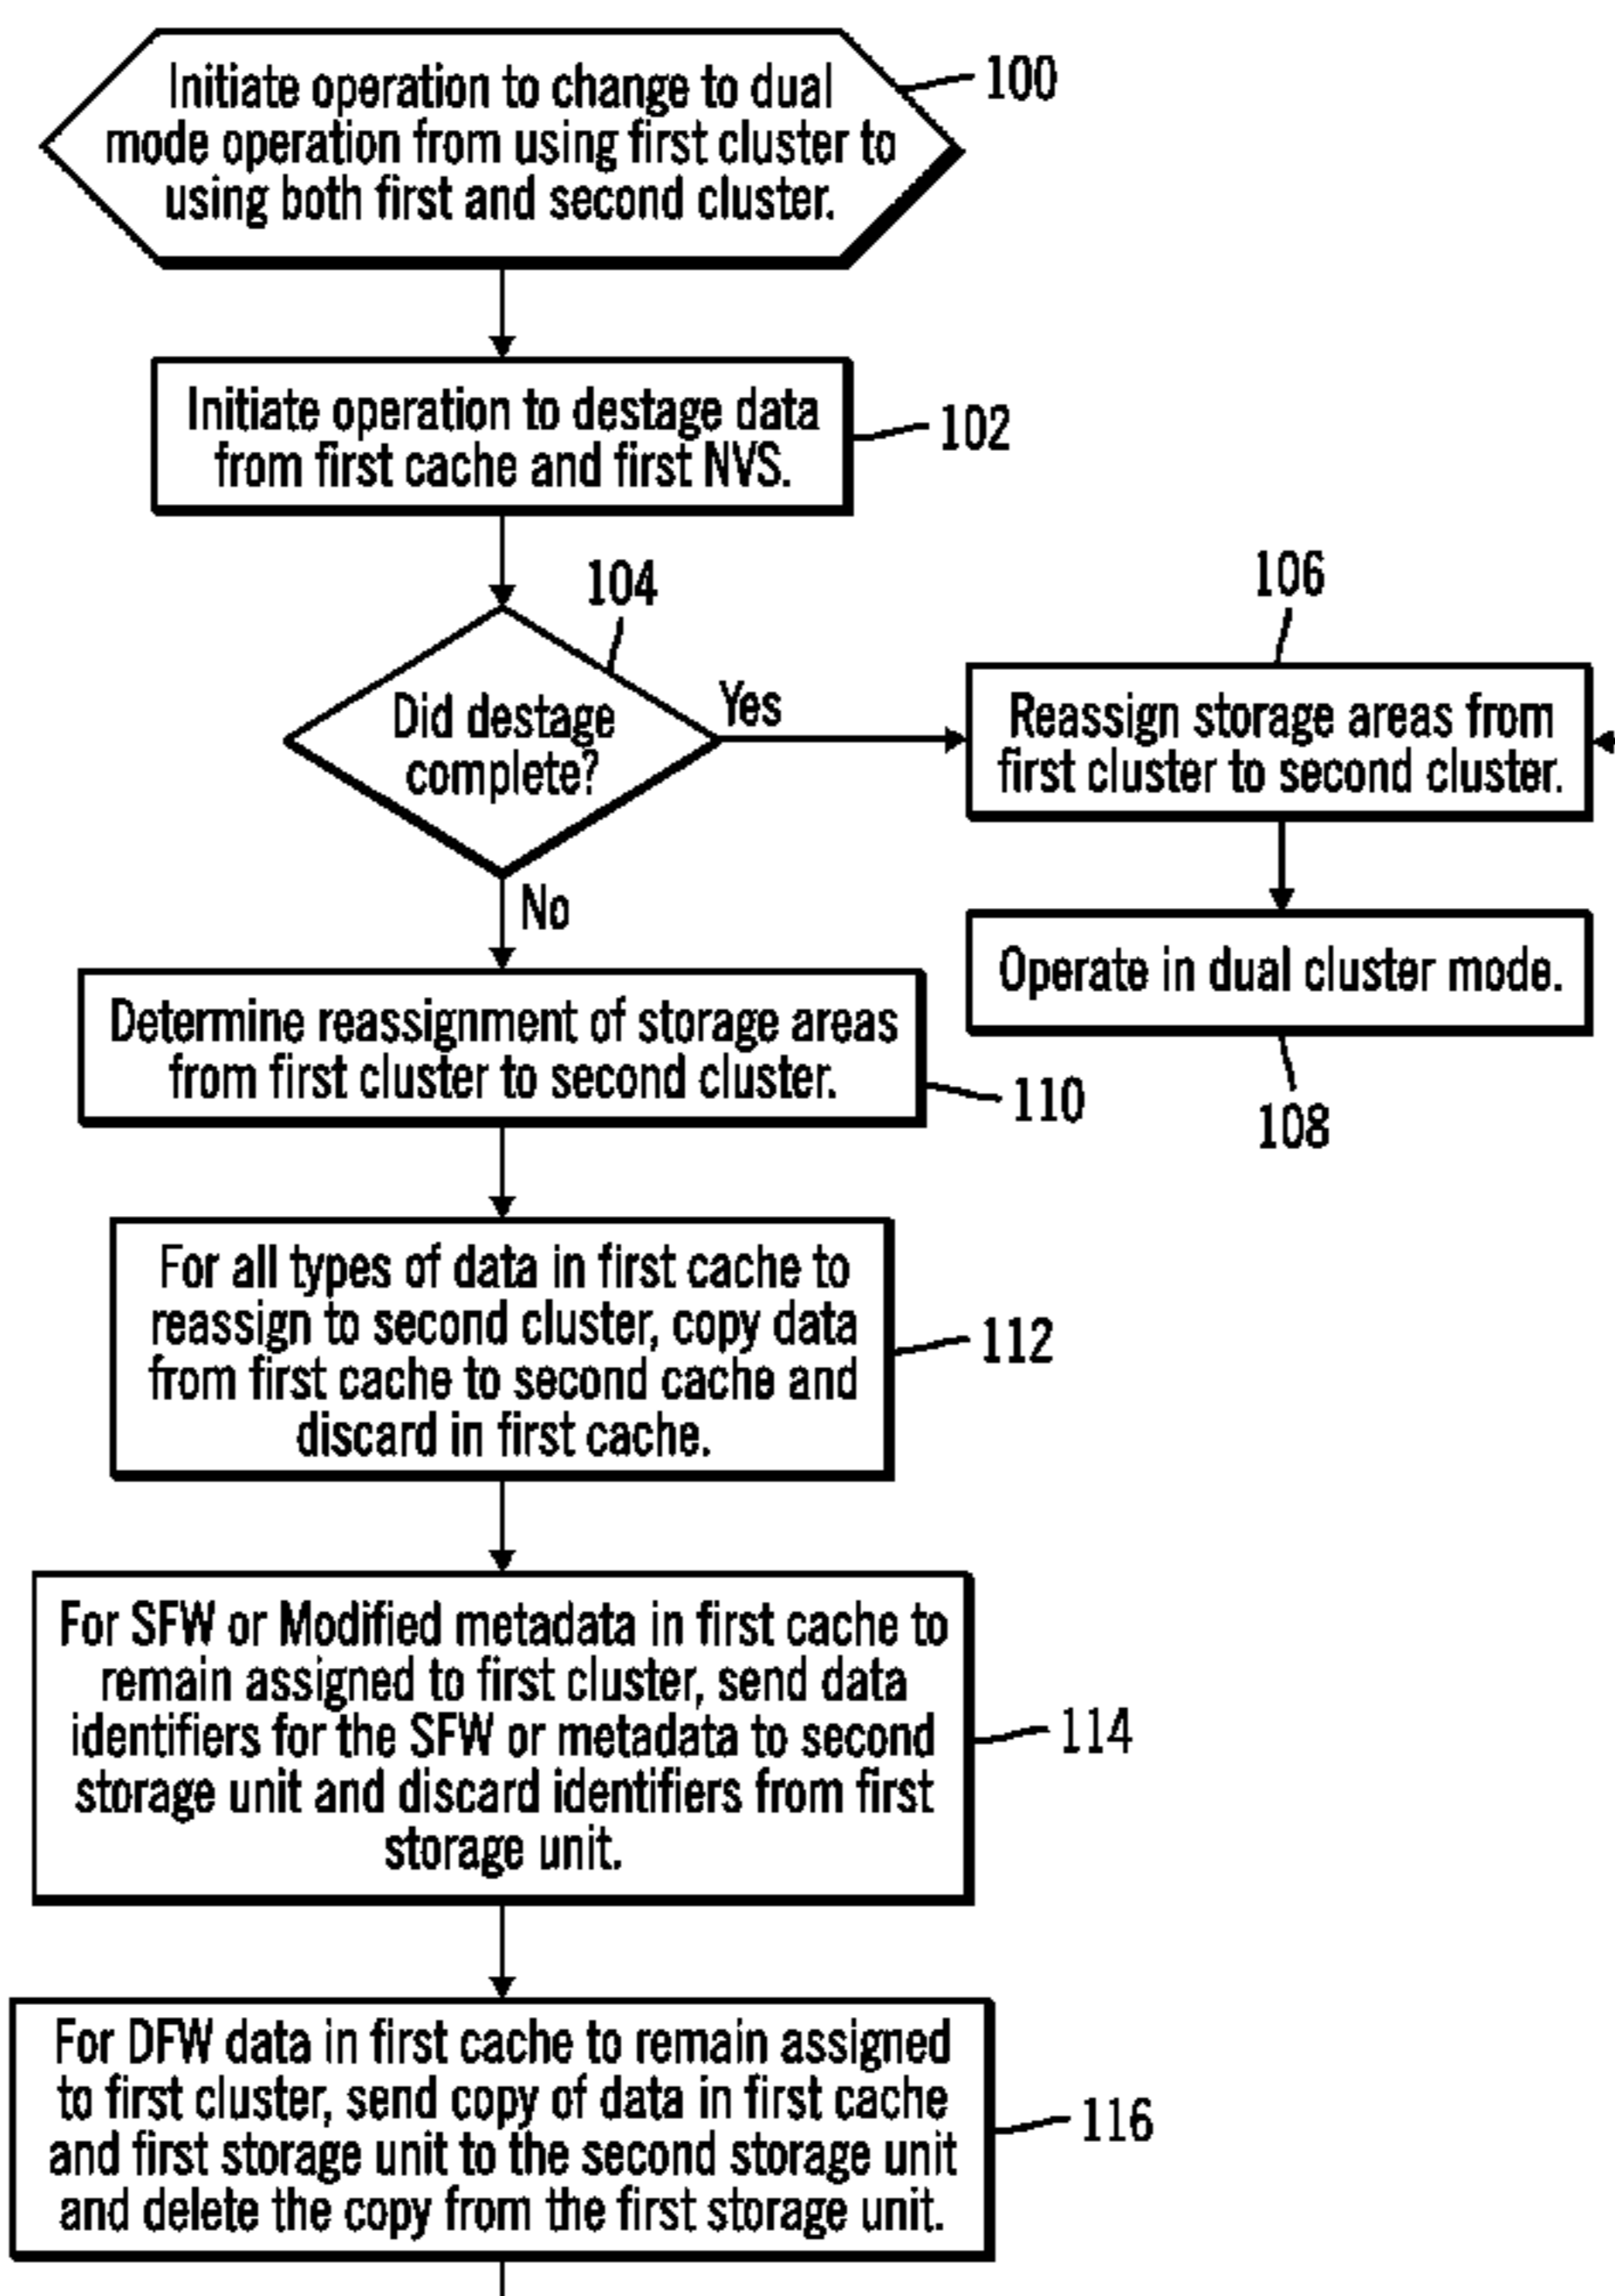 Initiate operation to change to dual
mode operation from using first cluster to
using both first and second cluster.
100
Initiate operation to destage data
from first cache and first NVS.
102
104
Did destage
complete?
Yes
No
106
Reassign storage areas from
first cluster to second cluster.
Operate in dual cluster mode.
108
Determine reassignment of storage areas
from first cluster to second cluster.
110
For all types of data in first cache to
reassign to second cluster, copy data
from first cache to second cache and
discard in first cache.
112
For SFW or Modified metadata in first cache to
remain assigned to first cluster, send data
identifiers for the SFW or metadata to second
storage unit and discard identifiers from first
storage unit.
114
For DFW data in first cache to remain assigned
to first cluster, send copy of data in first cache
and first storage unit to the second storage unit
and delete the copy from the first storage unit.
116